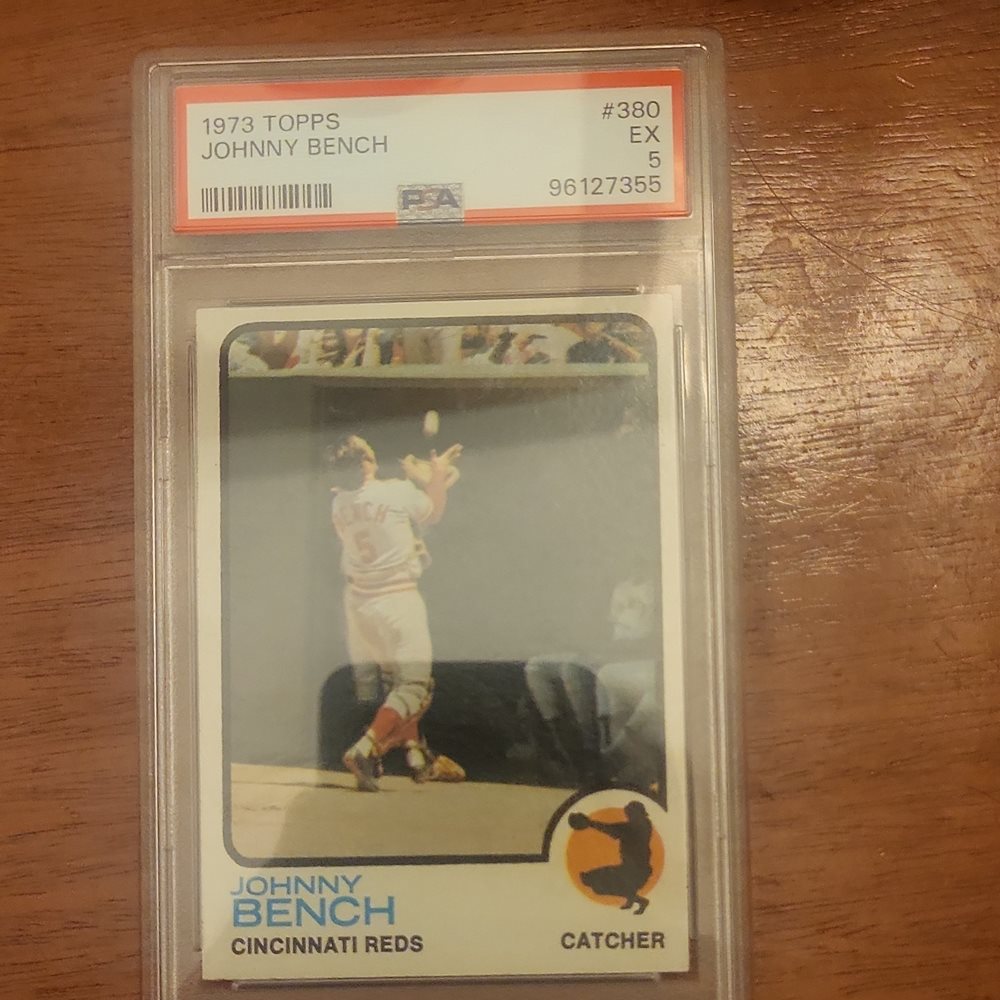 1973 TOPPS
JOHNNY BENCH
#380
EX
5
96127355
PSA
BENCH
5
JOHNNY
BENCH
CINCINNATI REDS
CATCHER